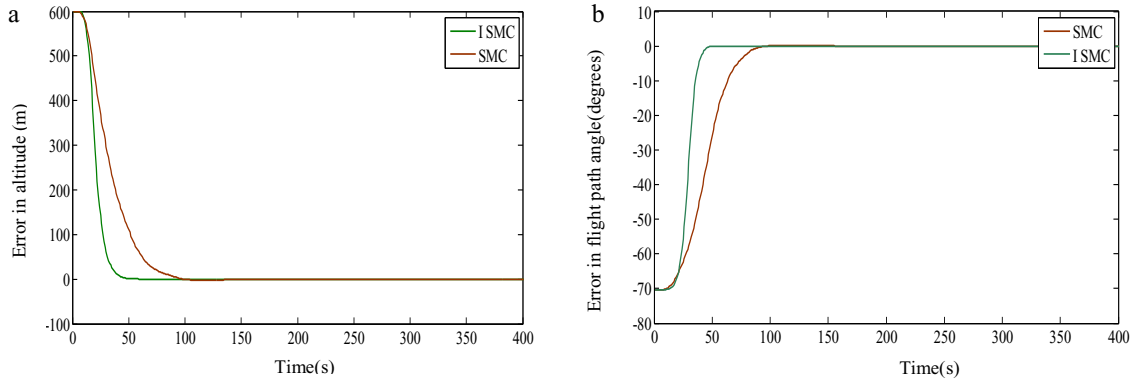 a
600
500
400
300
200
100
0
-100
0 50 100 150 200 250 300 350 400
Error in altitude (m)
Time(s)
I SMC
SMC
b
10
0
-10
-20
-30
-40
-50
-60
-70
-80
0 50 100 150 200 250 300 350 400
Error in flight path angle(degrees)
Time(s)
SMC
I SMC